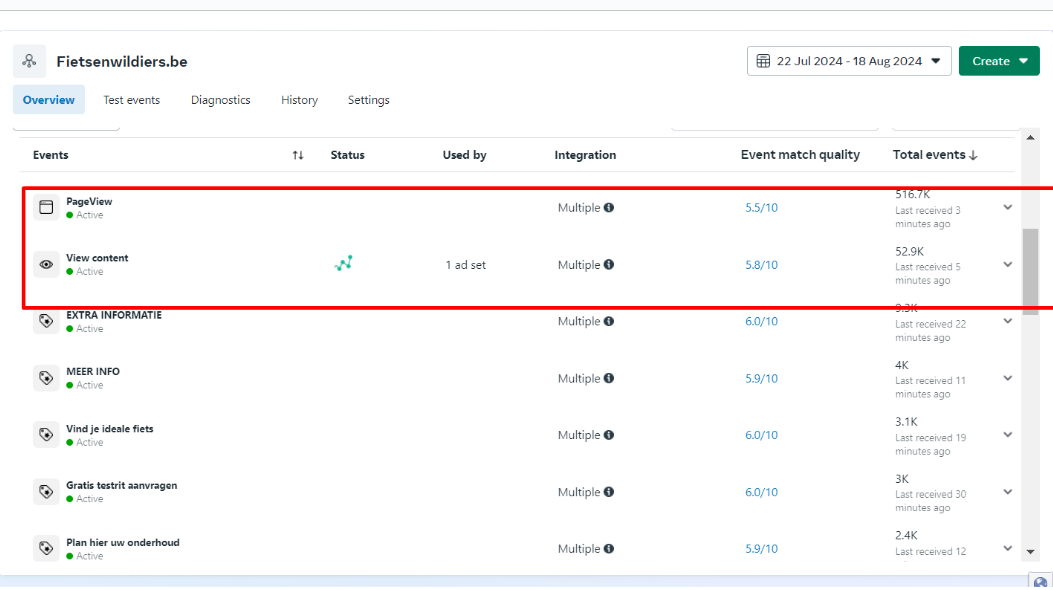 Fietsenwildiers.be
22 Jul 2024 - 18 Aug 2024
Create
Overview
Test events
Diagnostics
History
Settings
Events
Status
Used by
Integration
Event match quality
Total events
PageView
Active
Multiple
5.5/10
516.7K
Last received 3
minutes ago
View content
Active
1 ad set
Multiple
5.8/10
52.9K
Last received 5
minutes ago
EXTRA INFORMATIE
Active
Multiple
6.0/10
Last received 22
minutes ago
MEER INFO
Active
Multiple
5.9/10
4K
Last received 11
minutes ago
Vind je ideale fiets
Active
Multiple
6.0/10
3.1K
Last received 19
minutes ago
Gratis testrit aanvragen
Active
Multiple
6.0/10
3K
Last received 30
minutes ago
Plan hier uw onderhoud
Active
Multiple
5.9/10
2.4K
Last received 12